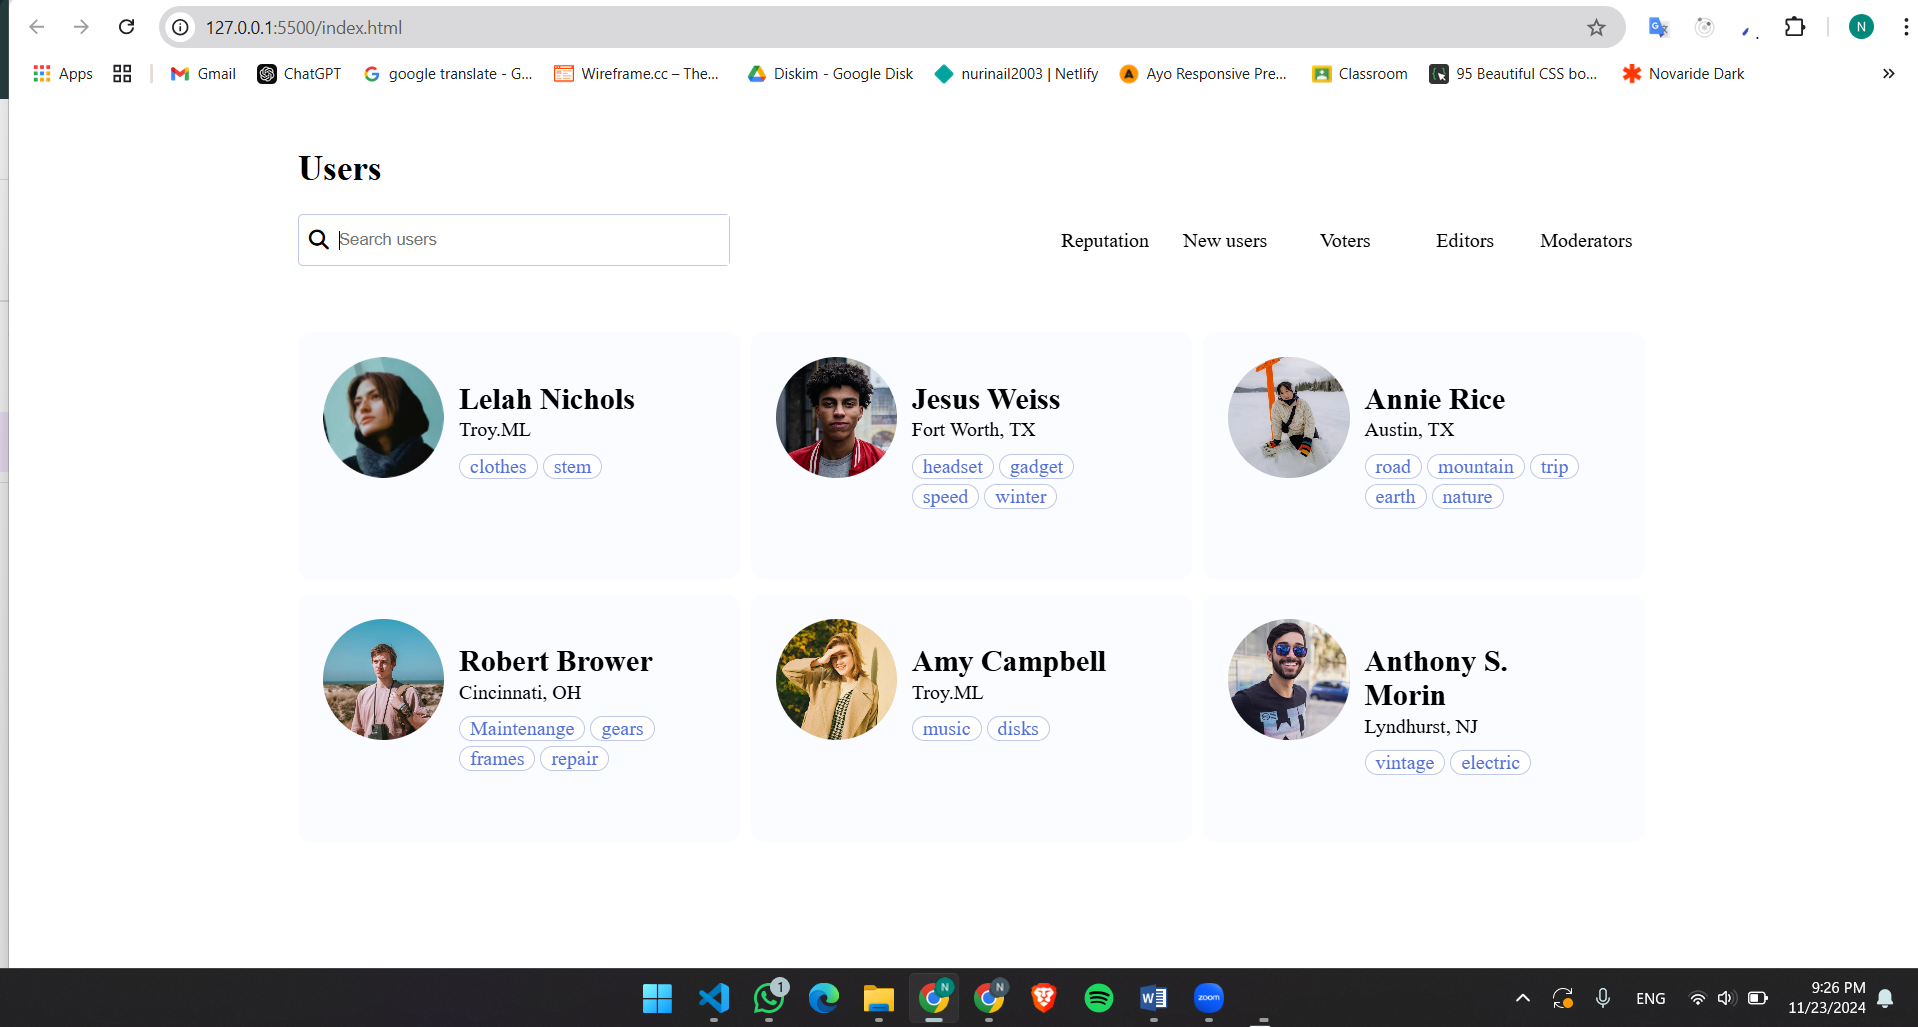 127.0.0.1:5500/index.html
N
Apps
Gmail
ChatGPT
google translate - G...
Wireframe.cc – The...
Diskim - Google Disk
nurinail2003 | Netlify
Ayo Responsive Pre...
Classroom
95 Beautiful CSS bo...
Novaride Dark
Users
Search users
Reputation
New users
Voters
Editors
Moderators
Lelah Nichols
Troy.ML
clothes stem
Jesus Weiss
Fort Worth, TX
headset gadget
speed winter
Annie Rice
Austin, TX
road mountain trip
earth nature
Robert Brower
Cincinnati, OH
Maintenange gears
frames repair
Amy Campbell
Troy.ML
music disks
Anthony S.
Morin
Lyndhurst, NJ
vintage electric
1
N
N
W
zoom
ENG
9:26 PM
11/23/2024